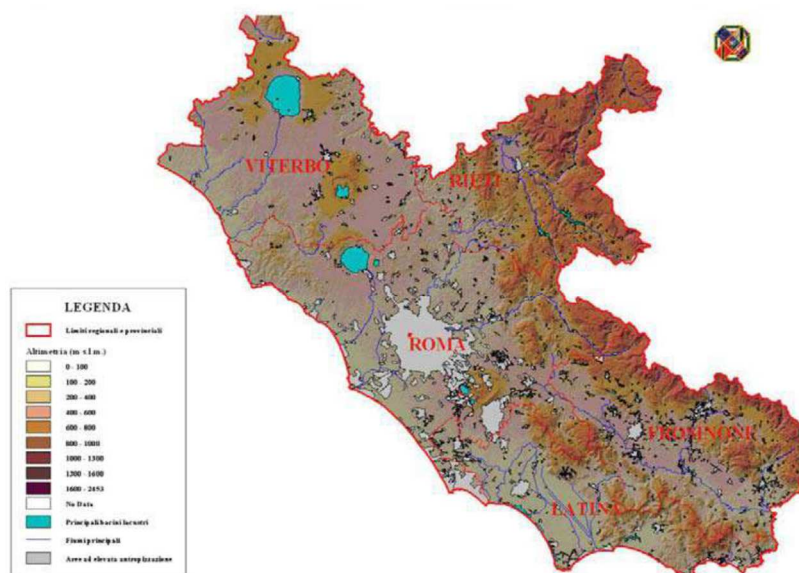 VITERBO
RIETI
ROMA
FROSINONE
LATINA
LEGENDA
Limiti regionali e provinciali
Altimetria (m s.l.m.)
0 - 100
100 - 200
200 - 400
400 - 600
600 - 800
800 - 1000
1000 - 1300
1300 - 1600
1600 - 2453
No Data
Principali bacini lacustri
Fiumi principali
Aree ad elevata antropizzazione